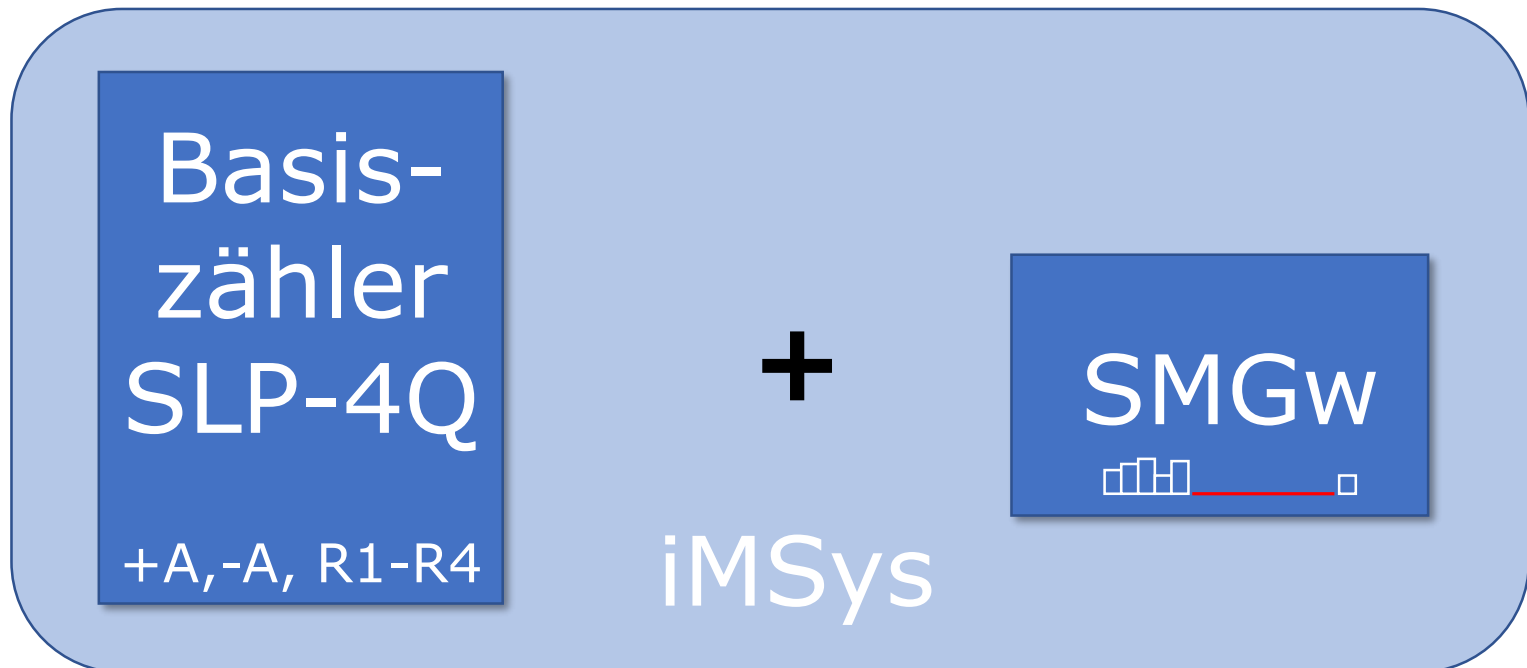 Basis-
zähler
SLP-4Q
+A,-A, R1-R4
+
SMGw
iMSys